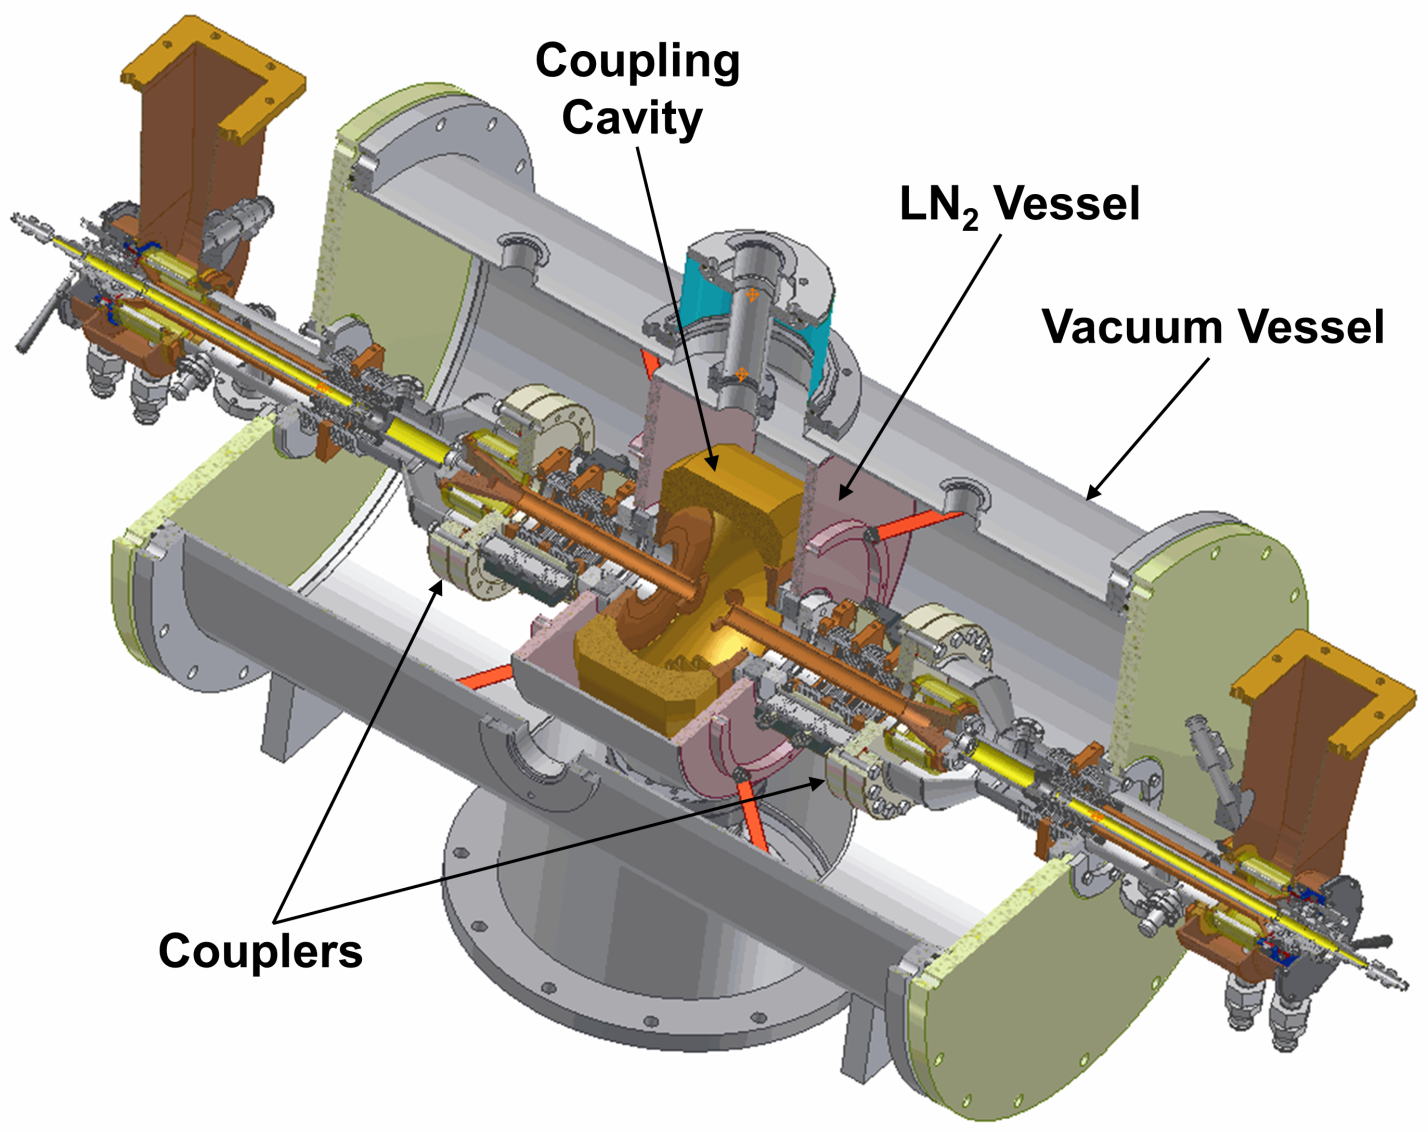 Coupling
Cavity
LN₂ Vessel
Vacuum Vessel
Couplers